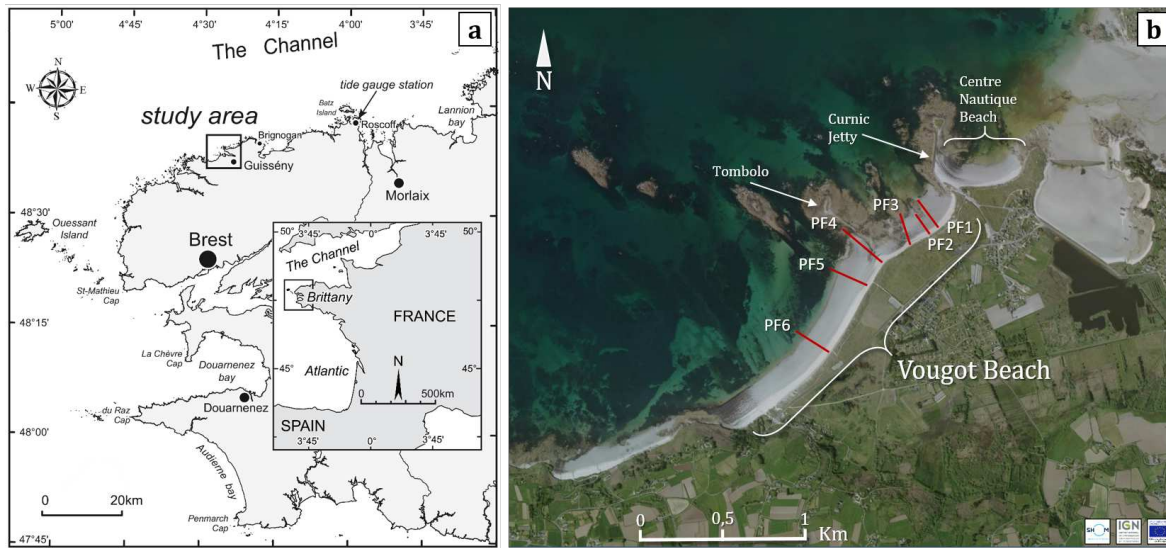 5°00'
4°45'
4°30'
4°15'
4°00'
3°45'
a
The Channel
N
W
E
S
tide gauge station
Batz
Island
Lannion
bay
study area
Roscoff
Brignogan
Guissény
Morlaix
48°30'
Ouessant
Island
Brest
St-Mathieu
Cap
50°
3°45'
0°
3°45'
50°
The Channel
Brittany
FRANCE
48°15'
La Chèvre
Cap
Douarnenez
bay
N
45°
Atlantic
45°
0
500km
Douarnenez
du Raz
Cap
SPAIN
3°45'
0°
3°45'
48°00'
Audierne bay
0
20km
Penmarch
Cap
47°45'
b
N
Centre
Nautique
Beach
Curnic
Jetty
Tombolo
PF3
PF4
PF1
PF2
PF5
PF6
Vougot Beach
0
0,5
1
Km
SHOM
IGN